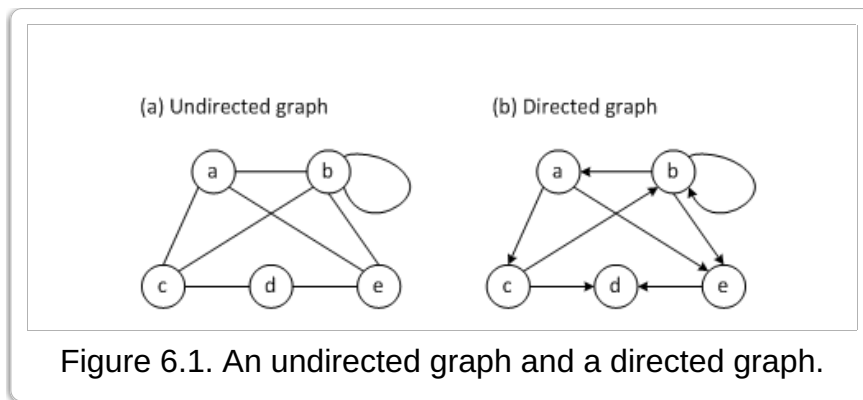 (a) Undirected graph (b) Directed graph
a b a b
c d e c d e
Figure 6.1. An undirected graph and a directed graph.